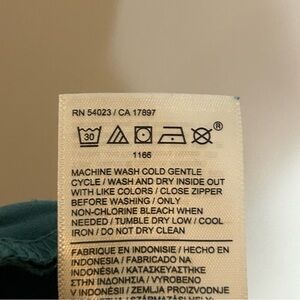 RN 54023 / CA 17897
30
®
1166
MACHINE WASH COLD GENTLE
CYCLE / WASH AND DRY INSIDE OUT
WITH LIKE COLORS / CLOSE ZIPPER
BEFORE WASHING / ONLY
NON-CHLORINE BLEACH WHEN
NEEDED / TUMBLE DRY LOW / COOL
IRON / DO NOT DRY CLEAN
FABRIQUE EN INDONISIE / HECHO EN
INDONESIA / FABRICADO NA
INDONÉSIA / ΚΑΤΑΣΚΕΥΑΣΤΗΚΕ
ΣΤΗΝ ΙΝΔΟΝΗΣΙΑ / VYROBENO
V INDONÉSII / ZEMLJA PROIZVODNJE